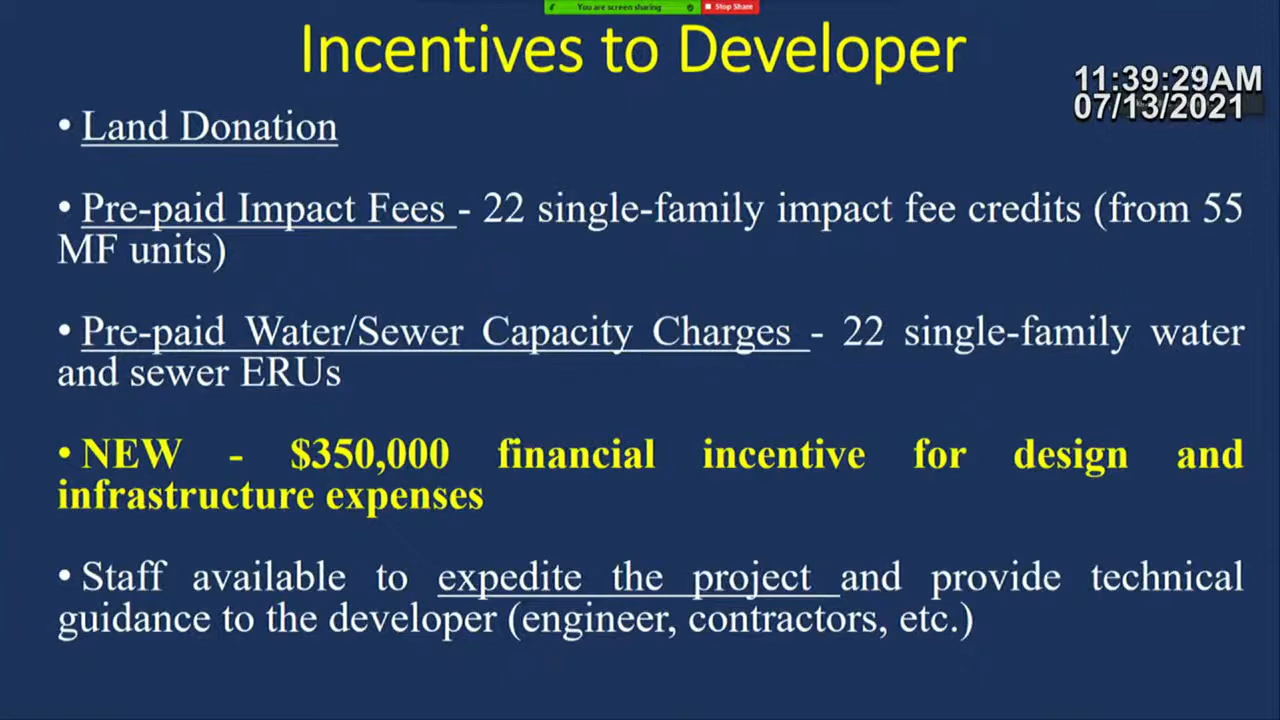 You are screen sharing
Stop Share
Incentives to Developer
11:39:29AM
07/13/2021
• Land Donation
• Pre-paid Impact Fees - 22 single-family impact fee credits (from 55
MF units)
• Pre-paid Water/Sewer Capacity Charges - 22 single-family water
and sewer ERUs
• NEW - $350,000 financial incentive for design and
infrastructure expenses
• Staff available to expedite the project and provide technical
guidance to the developer (engineer, contractors, etc.)